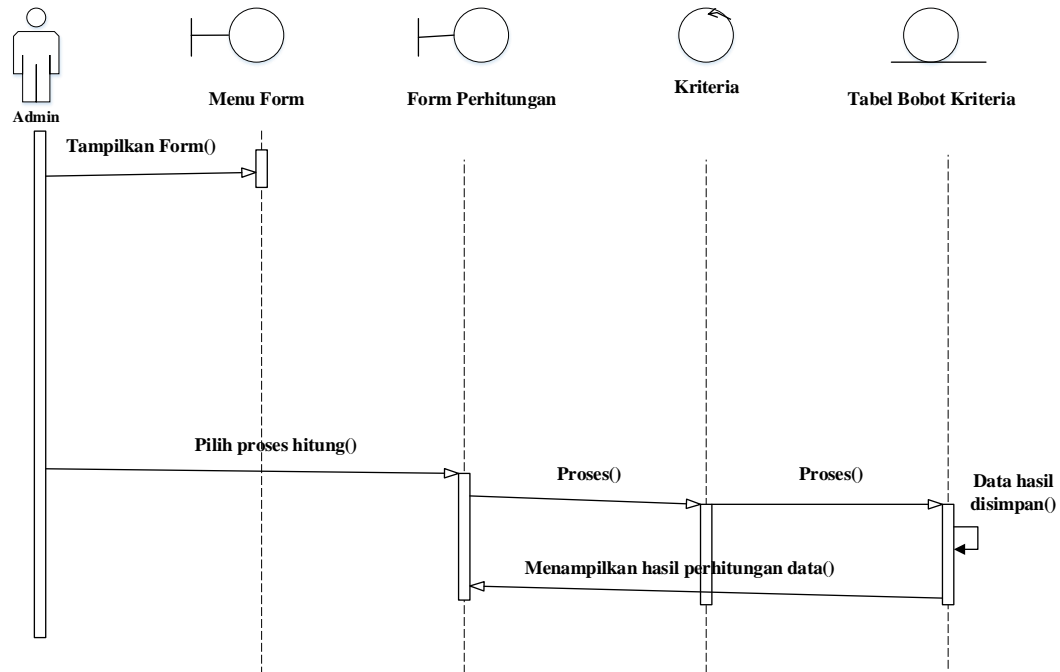 Admin
Menu Form
Form Perhitungan
Kriteria
Tabel Bobot Kriteria
Tampilkan Form()
Pilih proses hitung()
Proses()
Proses()
Data hasil
disimpan()
Menampilkan hasil perhitungan data()